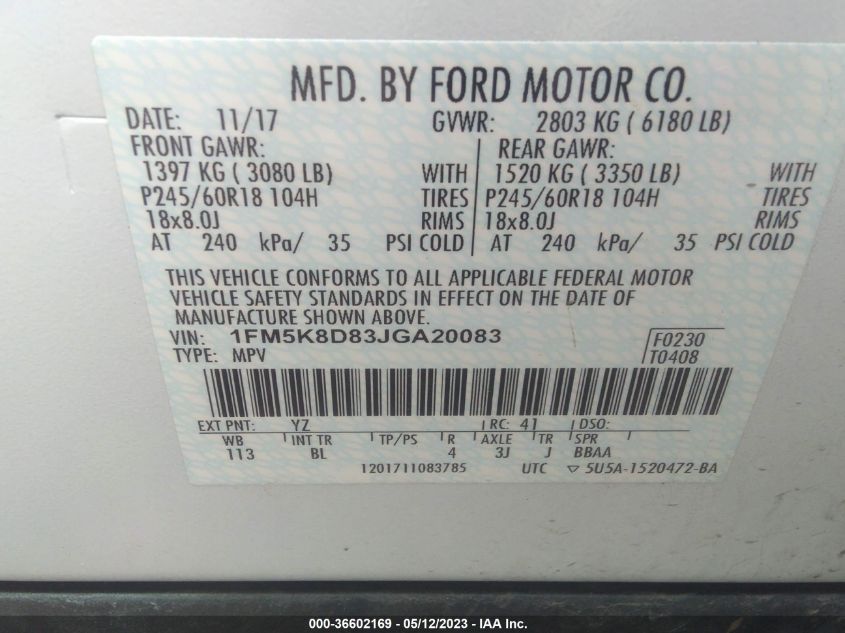 MFD. BY FORD MOTOR CO.
DATE: 11/17 GVWR: 2803 KG ( 6180 LB)
FRONT GAWR: REAR GAWR:
1397 KG ( 3080 LB) WITH 1520 KG ( 3350 LB) WITH
P245/60R18 104H TIRES P245/60R18 104H TIRES
18x8.0J RIMS 18x8.0J RIMS
AT 240 kPa/ 35 PSI COLD AT 240 kPa/ 35 PSI COLD
THIS VEHICLE CONFORMS TO ALL APPLICABLE FEDERAL MOTOR
VEHICLE SAFETY STANDARDS IN EFFECT ON THE DATE OF
MANUFACTURE SHOWN ABOVE.
VIN: 1FM5K8D83JGA20083 F0230
TYPE: MPV T0408
EXT PNT: YZ RC: 41 DSO:
WB INT TR TP/PS R AXLE TR SPR
113 BL 4 3J J BBAA
1201711083785 UTC ▽ 5U5A-1520472-BA
000-36602169 - 05/12/2023 - IAA Inc.